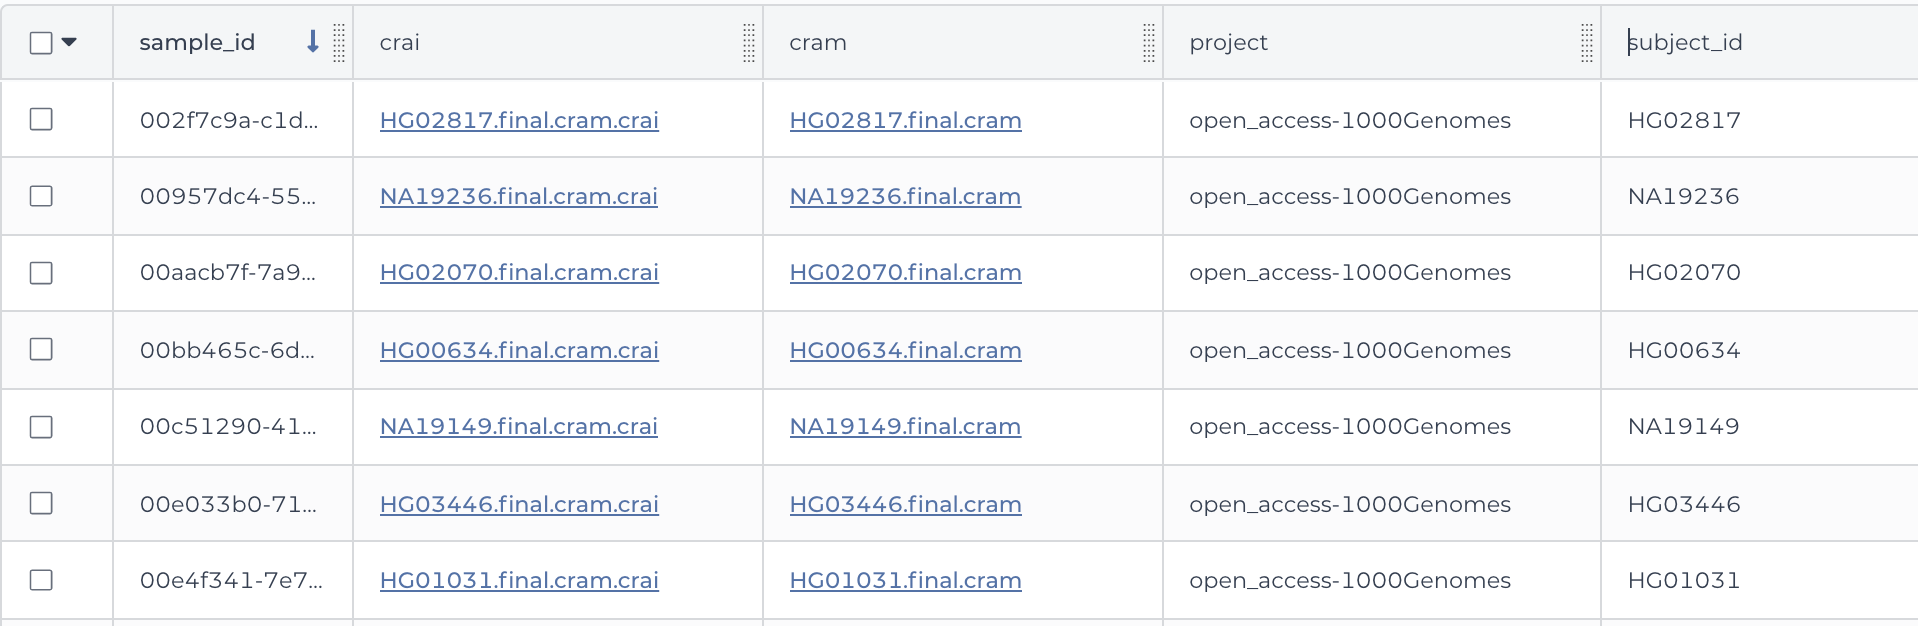 sample_id crai cram project subject_id
002f7c9a-c1d... HG02817.final.cram.crai HG02817.final.cram open_access-1000Genomes HG02817
00957dc4-55... NA19236.final.cram.crai NA19236.final.cram open_access-1000Genomes NA19236
00aacb7f-7a9... HG02070.final.cram.crai HG02070.final.cram open_access-1000Genomes HG02070
00bb465c-6d... HG00634.final.cram.crai HG00634.final.cram open_access-1000Genomes HG00634
00c51290-41... NA19149.final.cram.crai NA19149.final.cram open_access-1000Genomes NA19149
00e033b0-71... HG03446.final.cram.crai HG03446.final.cram open_access-1000Genomes HG03446
00e4f341-7e7... HG01031.final.cram.crai HG01031.final.cram open_access-1000Genomes HG01031